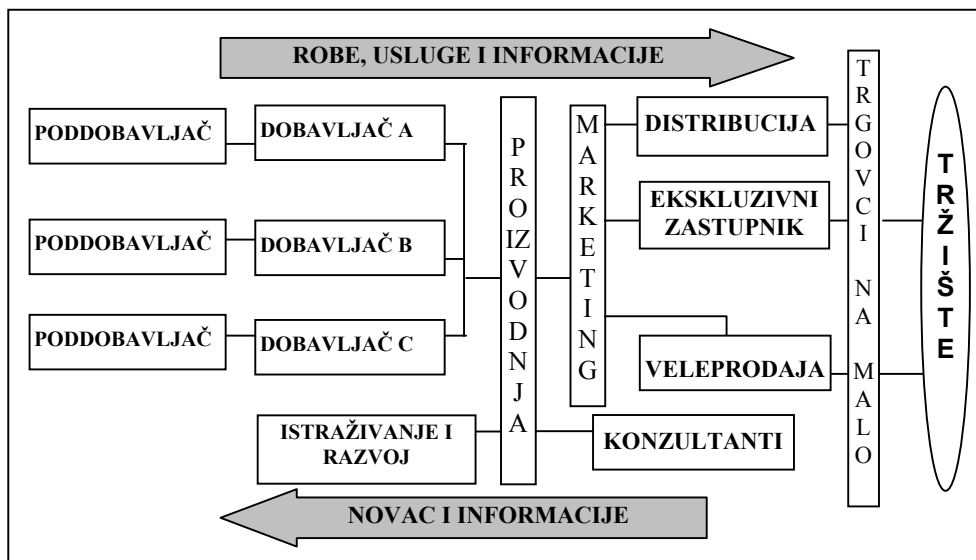 ROBE, USLUGE I INFORMACIJE
PODDOBAVLJAČ
DOBAVLJAČ A
PODDOBAVLJAČ
DOBAVLJAČ B
PODDOBAVLJAČ
DOBAVLJAČ C
ISTRAŽIVANJE I
RAZVOJ
PROIZVODNJA
MARKETING
KONZULTANTI
DISTRIBUCIJA
EKSKLUZIVNI
ZASTUPNIK
VELEPRODAJA
TRGOVCI NA MALO
TRŽIŠTE
NOVAC I INFORMACIJE